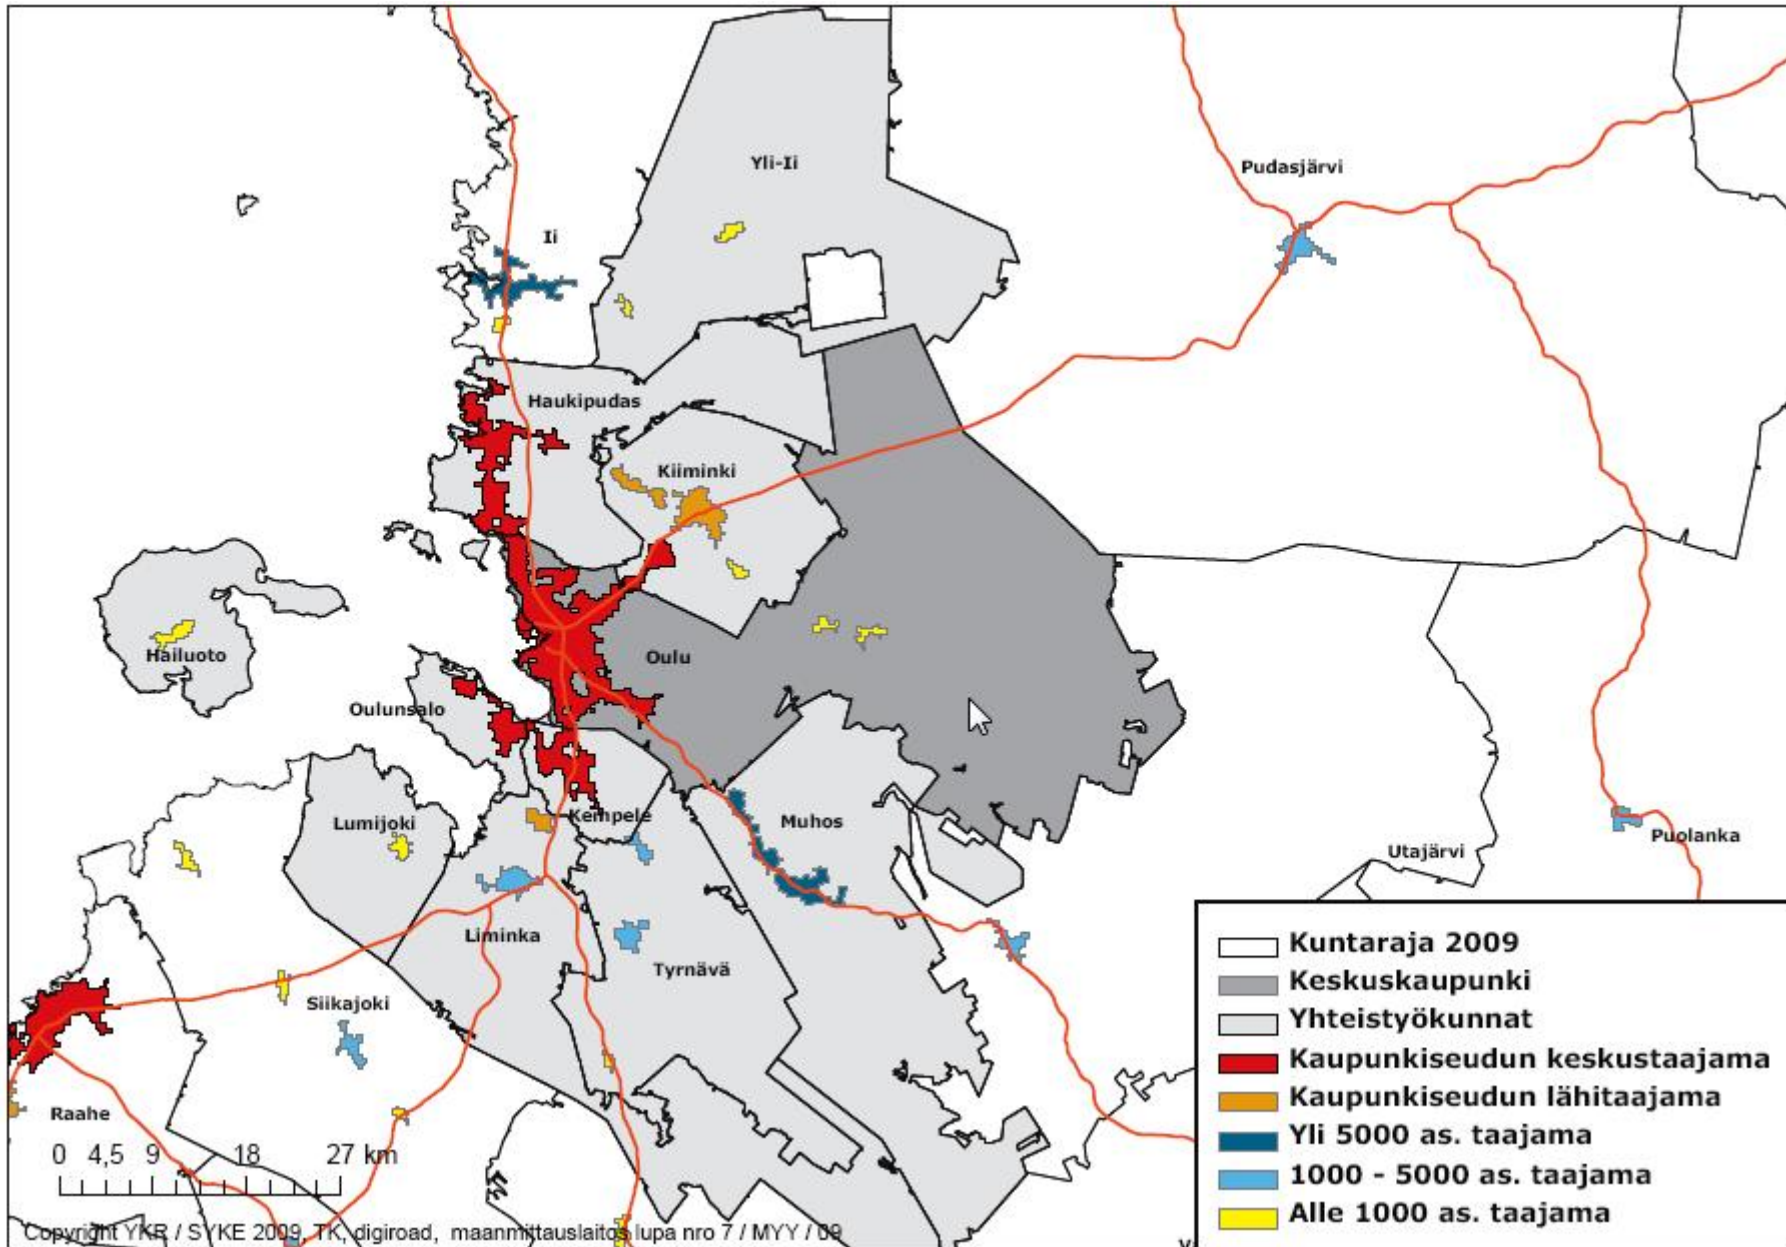 Yli-Ii
Pudasjärvi
Ii
Haukipudas
Kiiminki
Hailuoto
Oulu
Oulunsalo
Lumijoki
Kempele
Muhos
Utajärvi
Puolanka
Liminka
Tyrnävä
Siikajoki
Raahe
0 4,5 9 18 27 km
Kuntaraja 2009
Keskuskaupunki
Yhteistyökunnat
Kaupunkiseudun keskustaajama
Kaupunkiseudun lähitaajama
Yli 5000 as. taajama
1000 - 5000 as. taajama
Alle 1000 as. taajama
Copyright YKR / SYKE 2009, TK, digiroad, maanmittauslaitos lupa nro 7 / MYY / 09